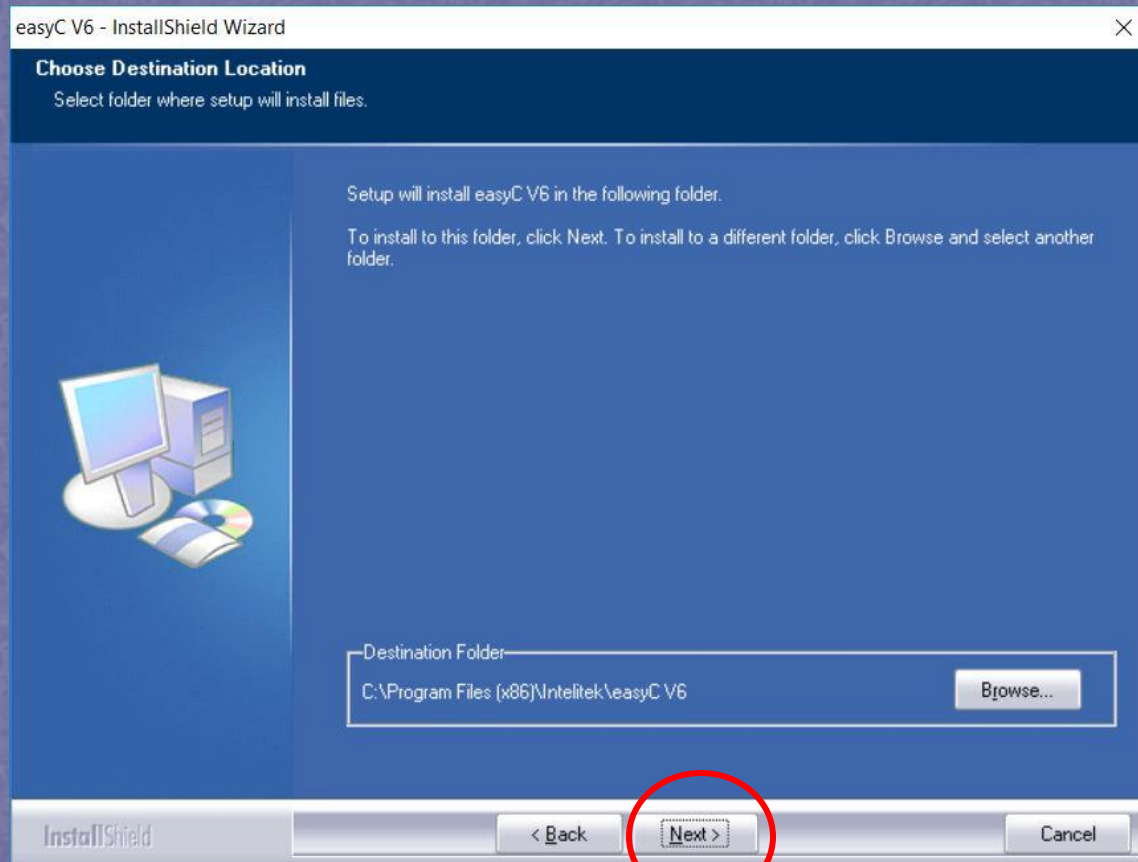 easyC V6 - InstallShield Wizard
Choose Destination Location
Select folder where setup will install files.
Setup will install easyC V6 in the following folder.
To install to this folder, click Next. To install to a different folder, click Browse and select another
folder.
Destination Folder
C:\Program Files (x86)\Intelitek\easyC V6
Browse...
InstallShield
< Back
Next >
Cancel